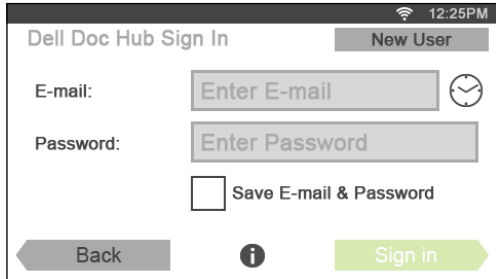 12:25PM
Dell Doc Hub Sign In
New User
E-mail:
Enter E-mail
Password:
Enter Password
Save E-mail & Password
Back
Sign in